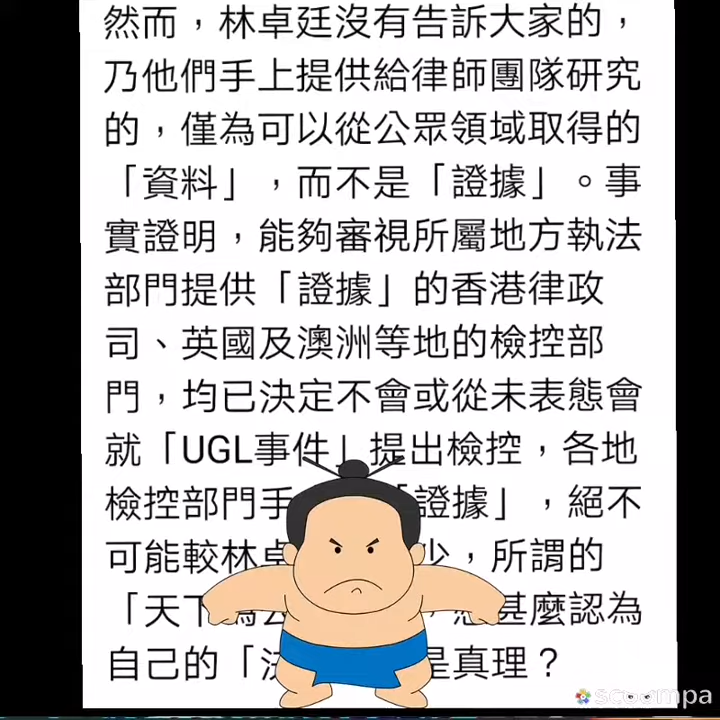 然而，林卓廷沒有告訴大家的，
乃他們手上提供給律師團隊研究
的，僅為可以從公眾領域取得的
「資料」，而不是「證據」。事
實證明，能夠審視所屬地方執法
部門提供「證據」的香港律政
司、英國及澳洲等地的檢控部
門，均已決定不會或從未表態會
就「UGL事件」提出檢控，各地
檢控部門手「證據」，絕不
可能較林卓少，所謂的
「天下甚麼認為
自己的「是真理？